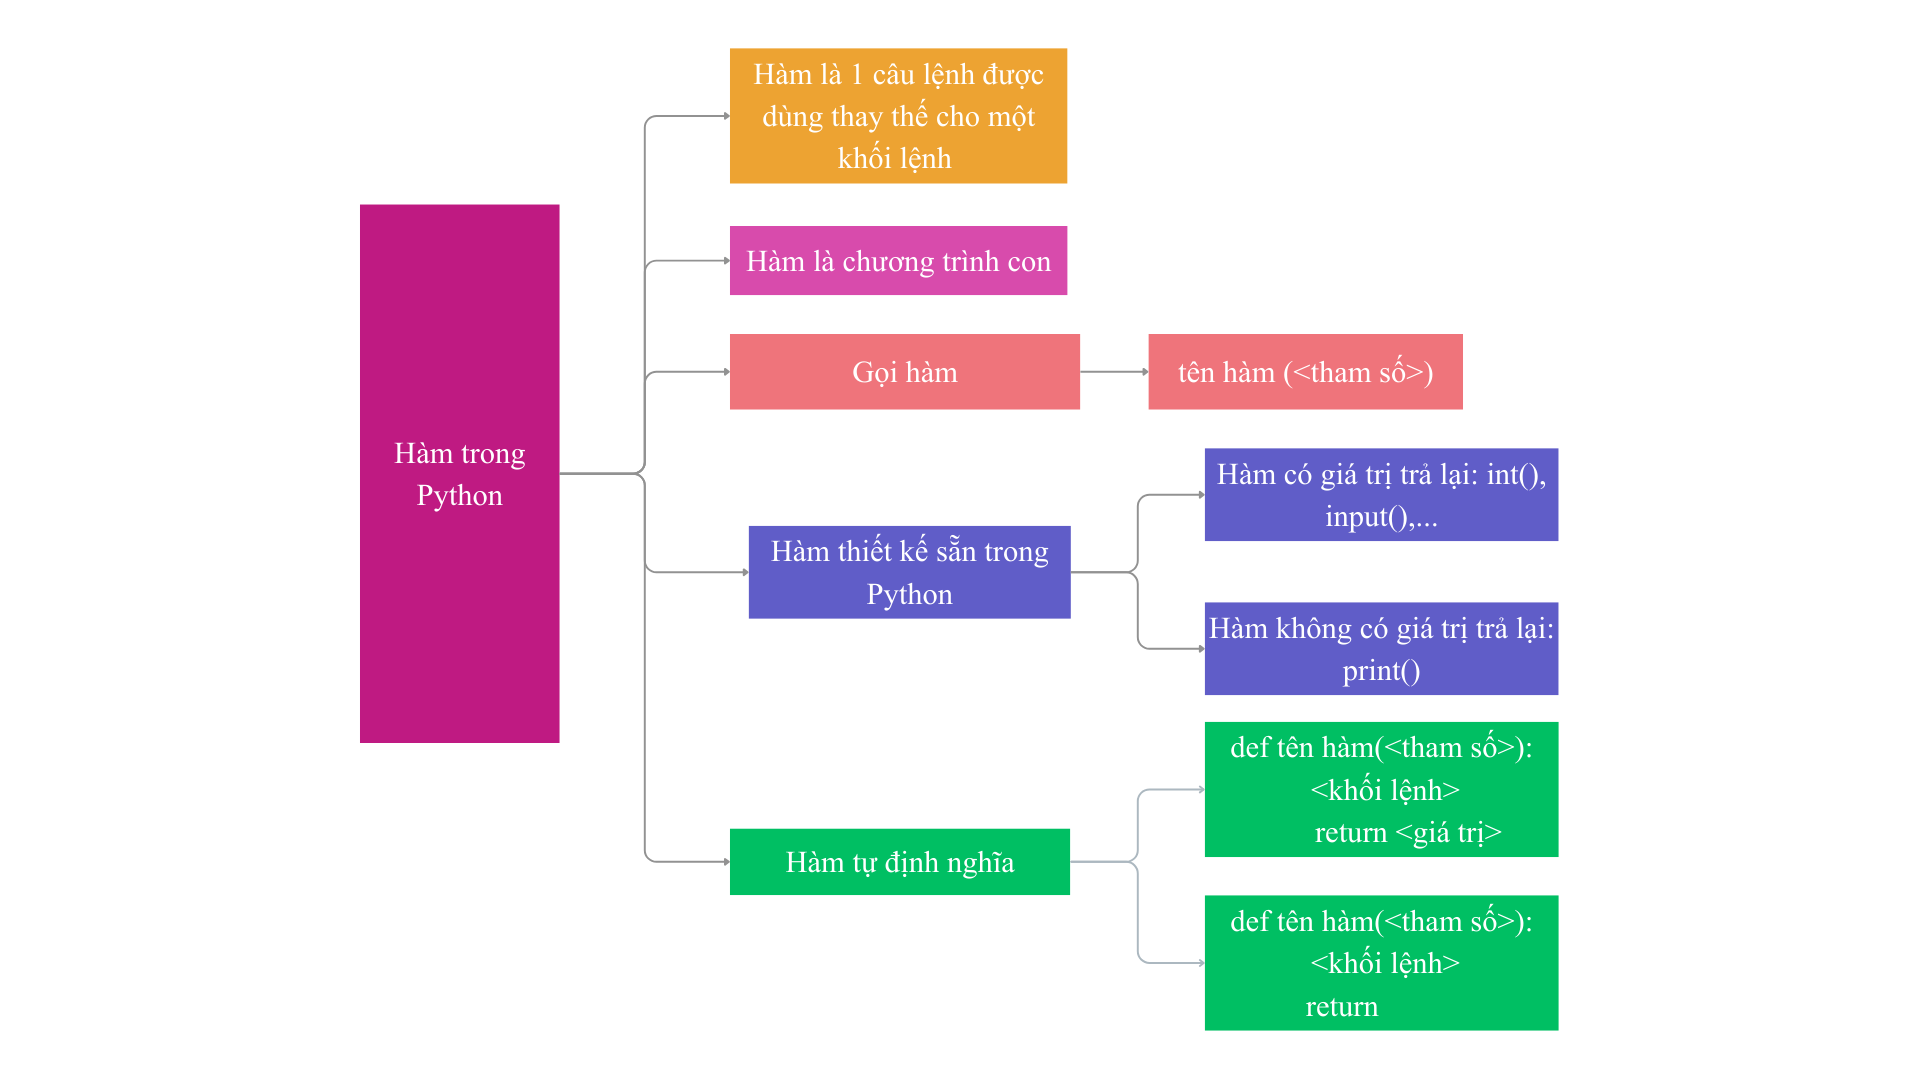 Hàm trong
Python
Hàm là 1 câu lệnh được
dùng thay thế cho một
khối lệnh
Hàm là chương trình con
Gọi hàm
tên hàm (<tham số>)
Hàm thiết kế sẵn trong
Python
Hàm có giá trị trả lại: int(),
input(),...
Hàm không có giá trị trả lại:
print()
Hàm tự định nghĩa
def tên hàm(<tham số>):
<khối lệnh>
return <giá trị>
def tên hàm(<tham số>):
<khối lệnh>
return